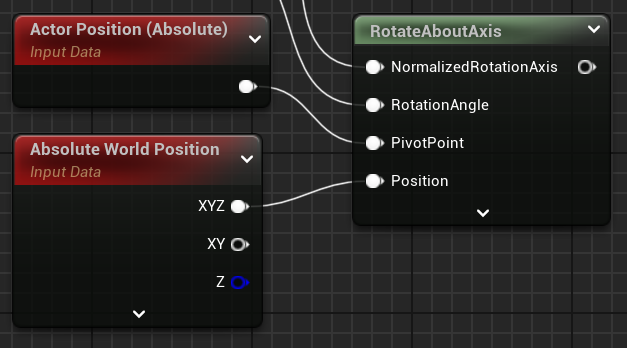 Actor Position (Absolute)
Input Data
Absolute World Position
Input Data
XYZ
XY
Z
RotateAboutAxis
NormalizedRotationAxis
RotationAngle
PivotPoint
Position